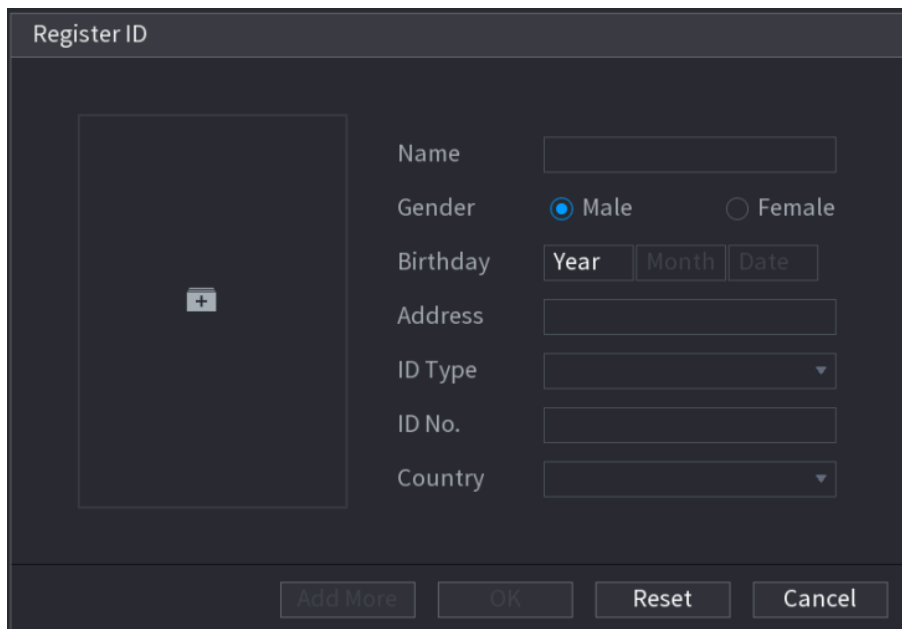 Register ID
Name
Gender Male Female
Birthday Year Month Date
Address
ID Type
ID No.
Country
Add More OK Reset Cancel